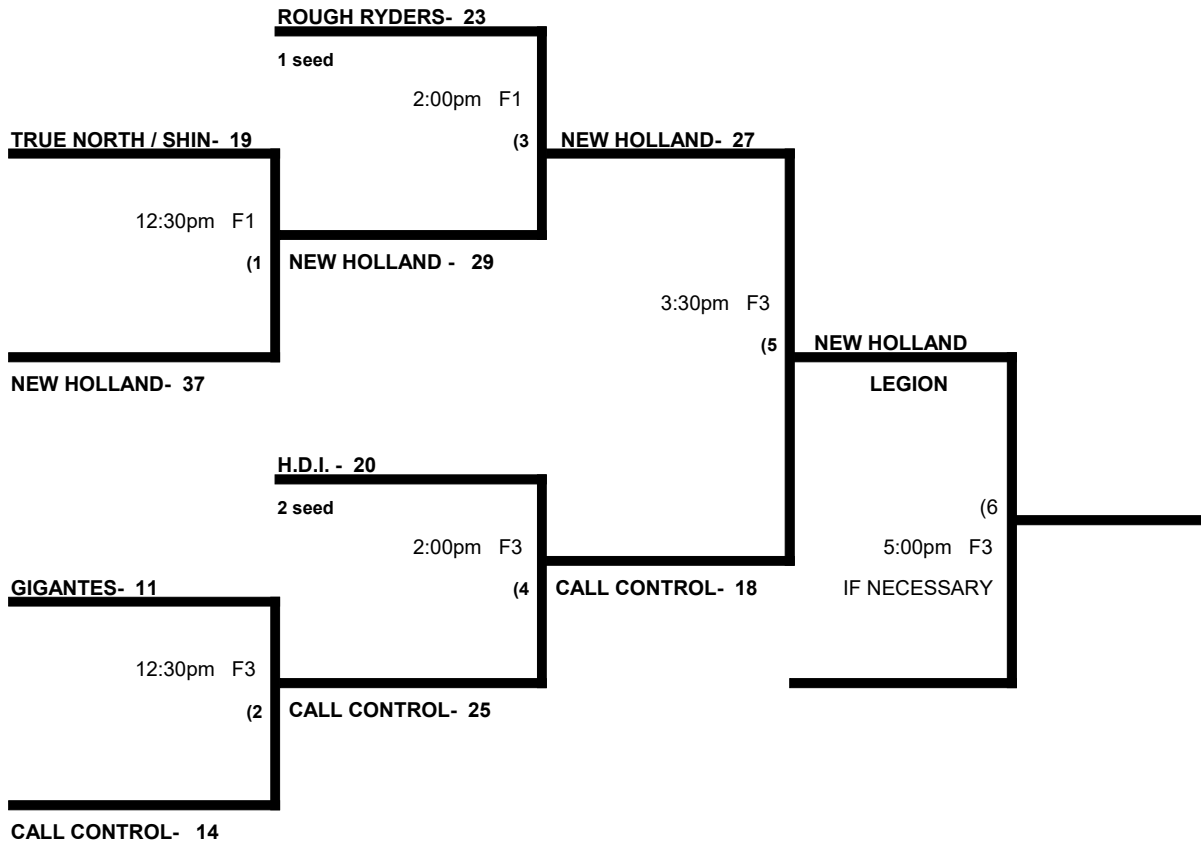 ROUGH RYDERS- 23
1 seed
2:00pm F1
TRUE NORTH / SHIN- 19
(3
NEW HOLLAND- 27
12:30pm F1
(1
NEW HOLLAND - 29
3:30pm F3
(5
NEW HOLLAND
NEW HOLLAND- 37
LEGION
H.D.I. - 20
2 seed
(6
2:00pm F3
5:00pm F3
GIGANTES- 11
(4
CALL CONTROL- 18
IF NECESSARY
12:30pm F3
(2
CALL CONTROL- 25
CALL CONTROL- 14